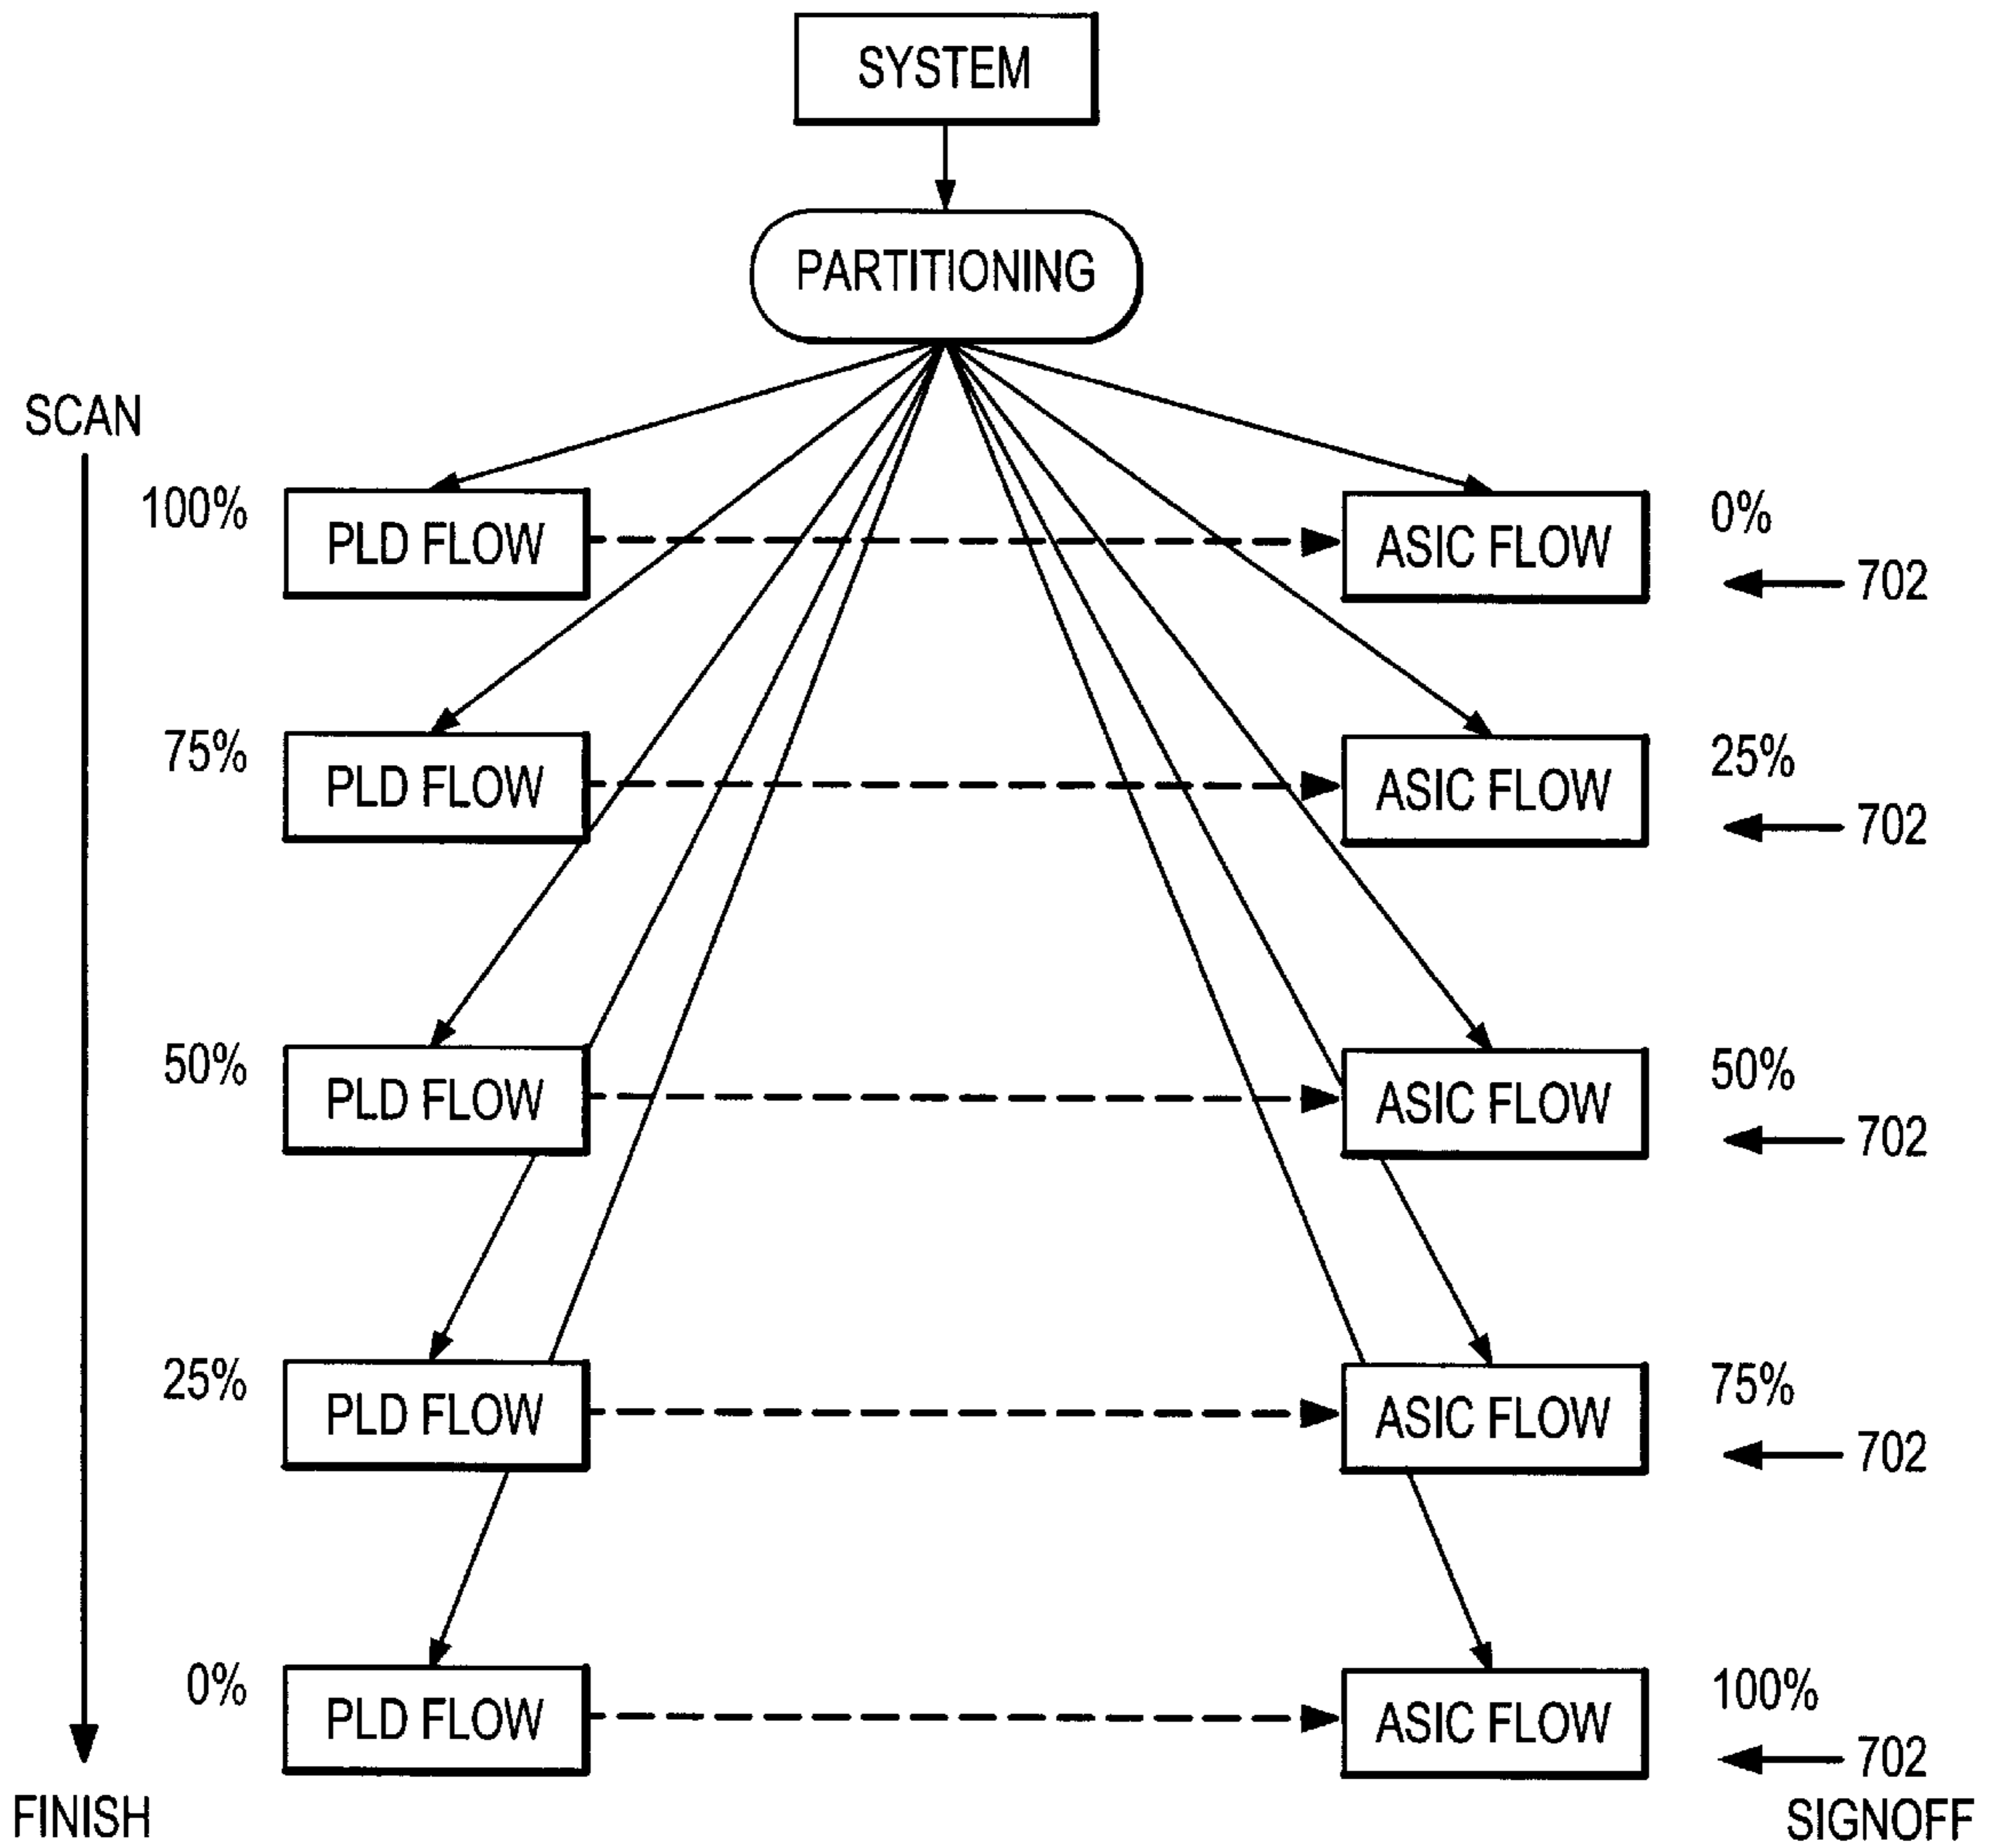 SYSTEM
PARTITIONING
SCAN
100%
PLD FLOW
ASIC FLOW
0%
702
75%
PLD FLOW
ASIC FLOW
25%
702
50%
PLD FLOW
ASIC FLOW
50%
702
25%
PLD FLOW
ASIC FLOW
75%
702
0%
PLD FLOW
ASIC FLOW
100%
702
FINISH
SIGNOFF